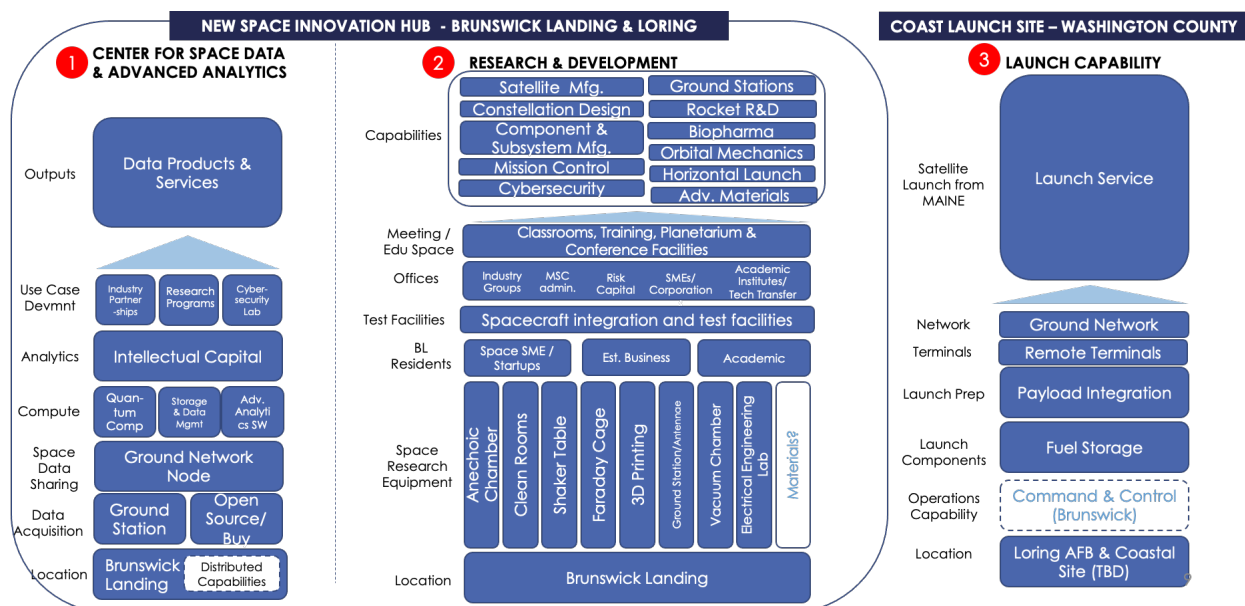 NEW SPACE INNOVATION HUB - BRUNSWICK LANDING & LORING
COAST LAUNCH SITE – WASHINGTON COUNTY
1
CENTER FOR SPACE DATA
& ADVANCED ANALYTICS
Outputs
Data Products &
Services
Use Case
Devmnt
Industry
Partner
-ships
Research
Programs
Cyber-
security
Lab
Analytics
Intellectual Capital
Compute
Quan-
tum
Comp
Storage
& Data
Mgmt
Adv.
Analyti
cs SW
Space
Data
Sharing
Ground Network
Node
Data
Acquisition
Ground
Station
Open
Source/
Buy
Location
Brunswick
Landing
Distributed
Capabilities
2
RESEARCH & DEVELOPMENT
Capabilities
Satellite Mfg.
Constellation Design
Component &
Subsystem Mfg.
Mission Control
Cybersecurity
Ground Stations
Rocket R&D
Biopharma
Orbital Mechanics
Horizontal Launch
Adv. Materials
Meeting /
Edu Space
Classrooms, Training, Planetarium &
Conference Facilities
Offices
Industry
Groups
MSC
admin.
Risk
Capital
SMEs/
Corporation
Academic
Institutes/
Tech Transfer
Test Facilities
Spacecraft integration and test facilities
BL
Residents
Space SME /
Startups
Est. Business
Academic
Space
Research
Equipment
Anechoic
Chamber
Clean Rooms
Shaker Table
Faraday Cage
3D Printing
Ground Station/Antennae
Vacuum Chamber
Electrical Engineering
Lab
Materials?
Location
Brunswick Landing
3
LAUNCH CAPABILITY
Satellite
Launch from
MAINE
Launch Service
Network
Ground Network
Terminals
Remote Terminals
Launch Prep
Payload Integration
Launch
Components
Fuel Storage
Operations
Capability
Command & Control
(Brunswick)
Location
Loring AFB & Coastal
Site (TBD)
9